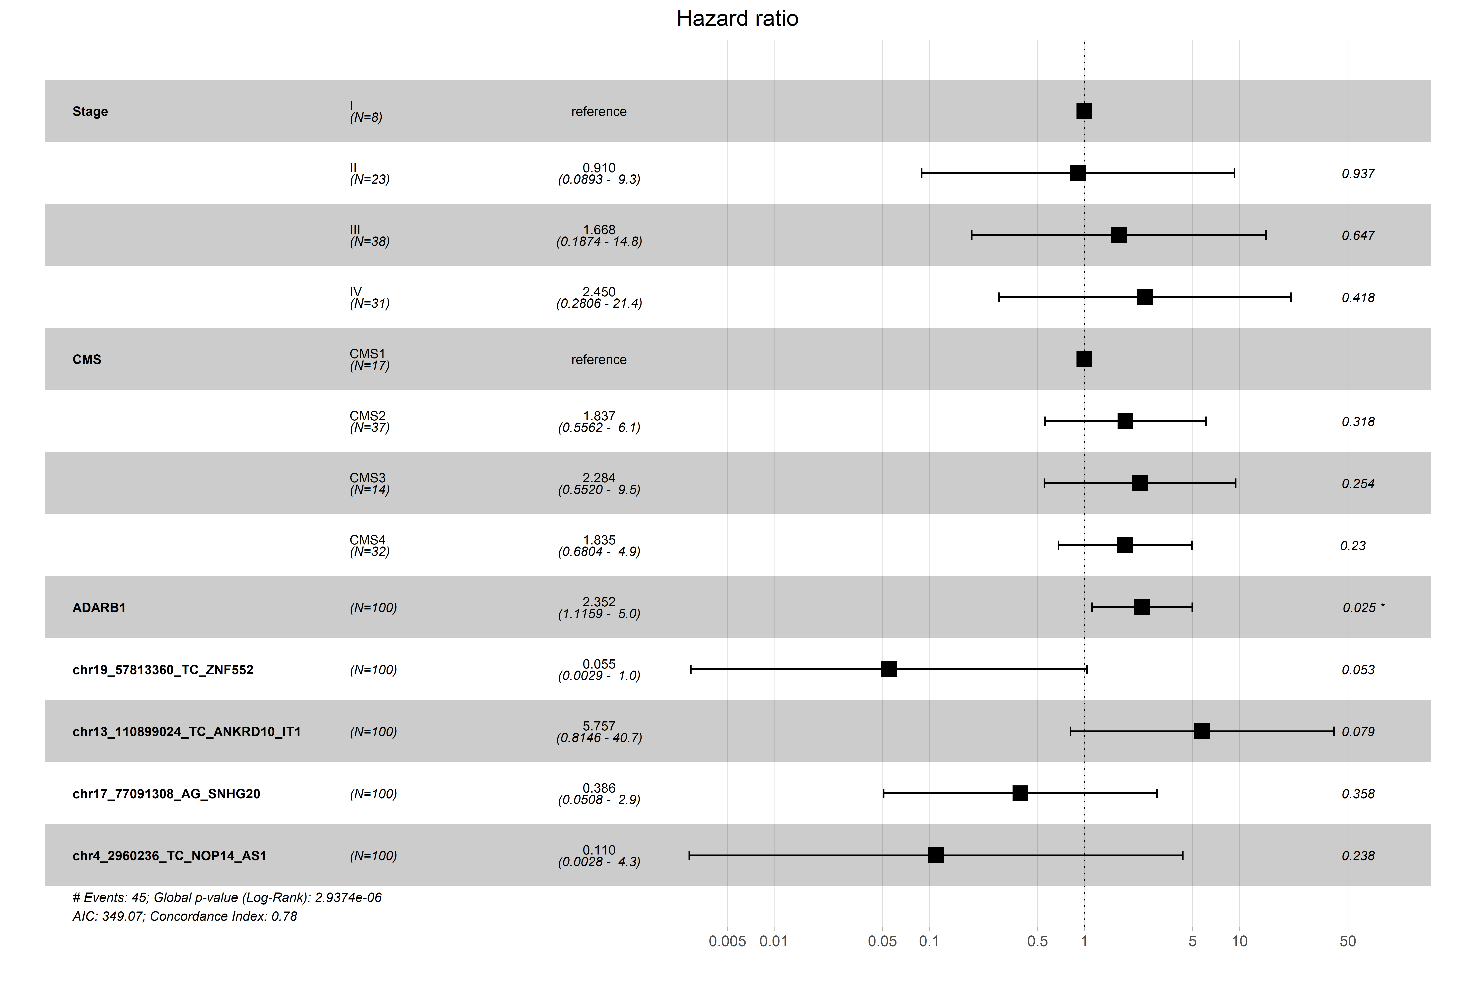 Hazard ratio
Stage I reference
(N=8)
II 0.910
(N=23) (0.0893 - 9.3) 0.937
III 1.668
(N=38) (0.1874 - 14.8) 0.647
IV 2.450
(N=31) (0.2806 - 21.4) 0.418
CMS CMS1 reference
(N=17)
CMS2 1.837
(N=37) (0.5562 - 6.1) 0.318
CMS3 2.284
(N=14) (0.5520 - 9.5) 0.254
CMS4 1.835
(N=32) (0.6804 - 4.9) 0.23
ADARB1 (N=100) 2.352
(1.1159 - 5.0) 0.025 *
chr19_57813360_TC_ZNF552 (N=100) 0.055
(0.0029 - 1.0) 0.053
chr13_110899024_TC_ANKRD10_IT1 (N=100) 5.757
(0.8146 - 40.7) 0.079
chr17_77091308_AG_SNHG20 (N=100) 0.386
(0.0508 - 2.9) 0.358
chr4_2960236_TC_NOP14_AS1 (N=100) 0.110
(0.0028 - 4.3) 0.238
# Events: 45; Global p-value (Log-Rank): 2.9374e-06
AIC: 349.07; Concordance Index: 0.78
0.005 0.01 0.05 0.1 0.5 1 5 10 50